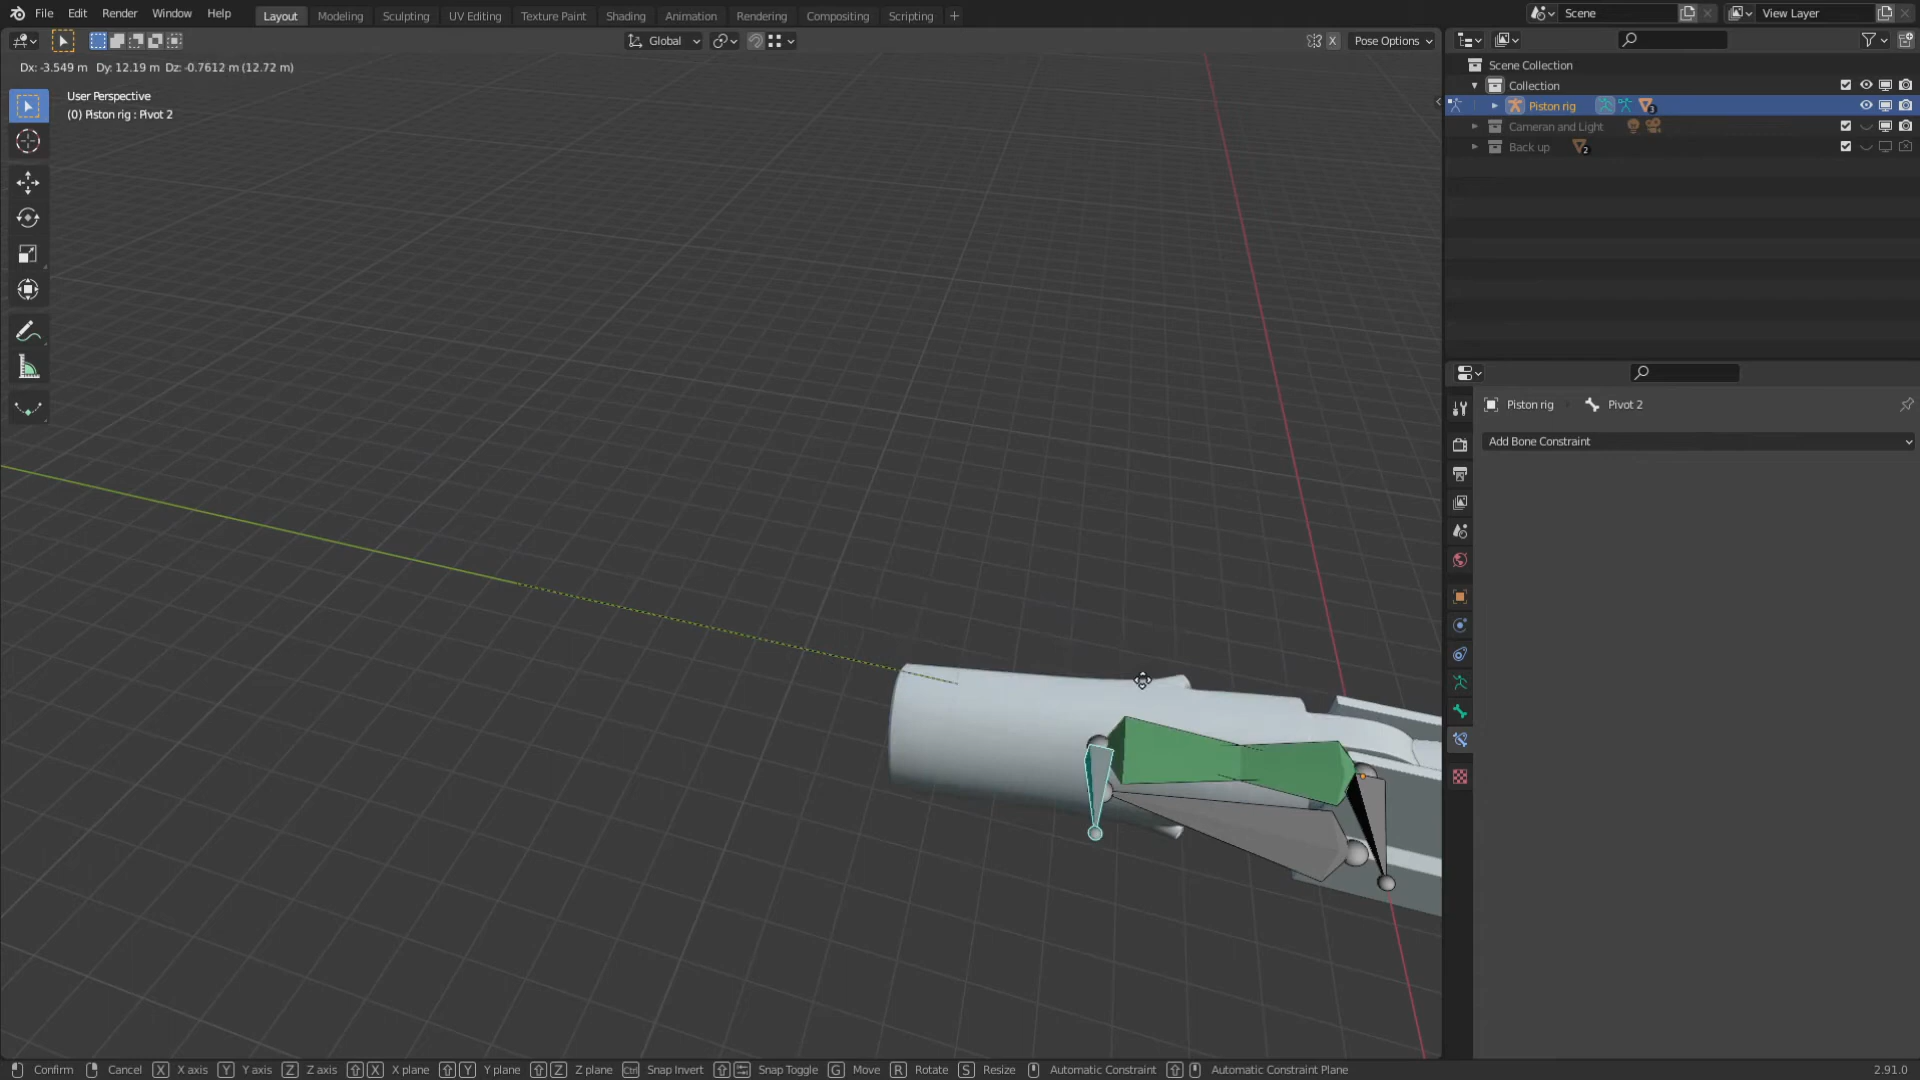 File Edit Render Window Help Layout Modeling Sculpting UV Editing Texture Paint Shading Animation Rendering Compositing Scripting + Scene View Layer
Global X Pose Options
Dx: -3.549 m Dy: 12.19 m Dz: -0.7612 m (12.72 m)
User Perspective
(0) Piston rig : Pivot 2
Scene Collection
Collection
Piston rig 3
Cameran and Light
Back up 2
Piston rig Pivot 2
Add Bone Constraint
Confirm Cancel X X axis Y Y axis Z Z axis X X plane Y Y plane Z Z plane Ctrl Snap Invert Snap Toggle G Move R Rotate S Resize Automatic Constraint Automatic Constraint Plane 2.91.0